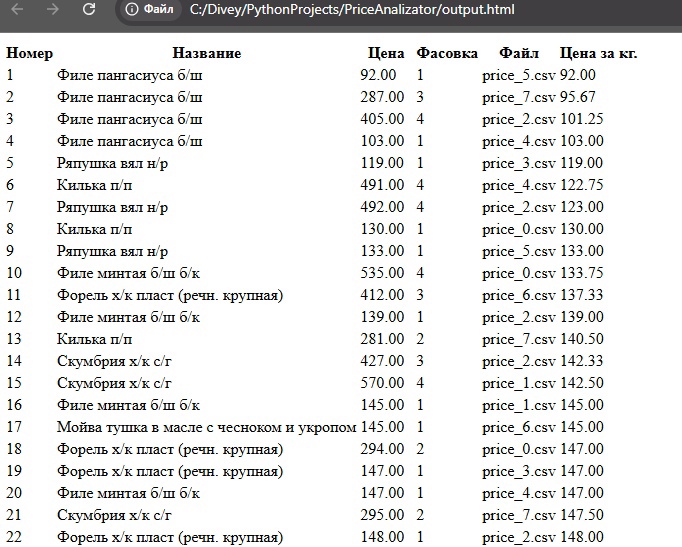 Файл C:/Divey/PythonProjects/PriceAnalizator/output.html
Номер Название Цена Фасовка Файл Цена за кг.
1 Филе пангасиуса б/ш 92.00 1 price_5.csv 92.00
2 Филе пангасиуса б/ш 287.00 3 price_7.csv 95.67
3 Филе пангасиуса б/ш 405.00 4 price_2.csv 101.25
4 Филе пангасиуса б/ш 103.00 1 price_4.csv 103.00
5 Ряпушка вял н/р 119.00 1 price_3.csv 119.00
6 Килька п/п 491.00 4 price_4.csv 122.75
7 Ряпушка вял н/р 492.00 4 price_2.csv 123.00
8 Килька п/п 130.00 1 price_0.csv 130.00
9 Ряпушка вял н/р 133.00 1 price_5.csv 133.00
10 Филе минтая б/ш б/к 535.00 4 price_0.csv 133.75
11 Форель х/к пласт (речн. крупная) 412.00 3 price_6.csv 137.33
12 Филе минтая б/ш б/к 139.00 1 price_2.csv 139.00
13 Килька п/п 281.00 2 price_7.csv 140.50
14 Скумбрия х/к с/г 427.00 3 price_2.csv 142.33
15 Скумбрия х/к с/г 570.00 4 price_1.csv 142.50
16 Филе минтая б/ш б/к 145.00 1 price_1.csv 145.00
17 Мойва тушка в масле с чесноком и укропом 145.00 1 price_6.csv 145.00
18 Форель х/к пласт (речн. крупная) 294.00 2 price_0.csv 147.00
19 Форель х/к пласт (речн. крупная) 147.00 1 price_3.csv 147.00
20 Филе минтая б/ш б/к 147.00 1 price_4.csv 147.00
21 Скумбрия х/к с/г 295.00 2 price_7.csv 147.50
22 Форель х/к пласт (речн. крупная) 148.00 1 price_2.csv 148.00